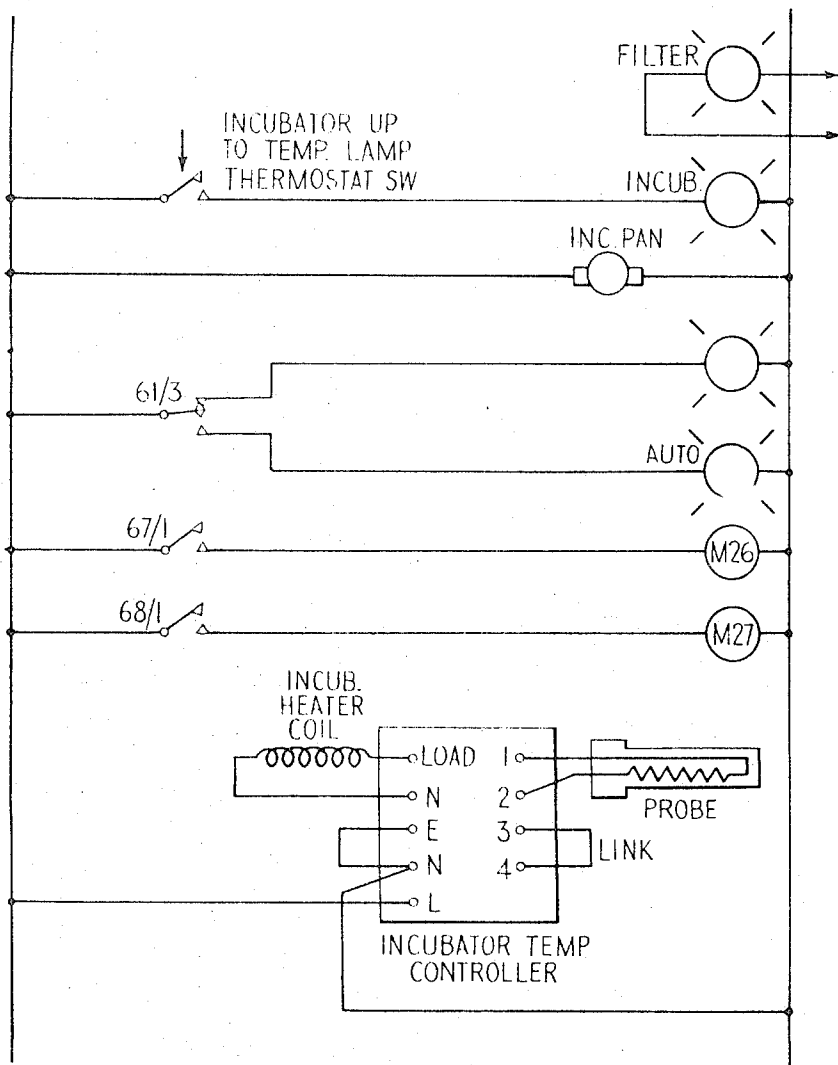 FILTER
INCUBATOR UP
TO TEMP. LAMP
THERMOSTAT SW
INCUB.
INC. PAN
61/3
AUTO
67/1
M26
68/1
M27
INCUB.
HEATER
COIL
LOAD 1
N 2
E 3
N 4
L
PROBE
LINK
INCUBATOR TEMP
CONTROLLER